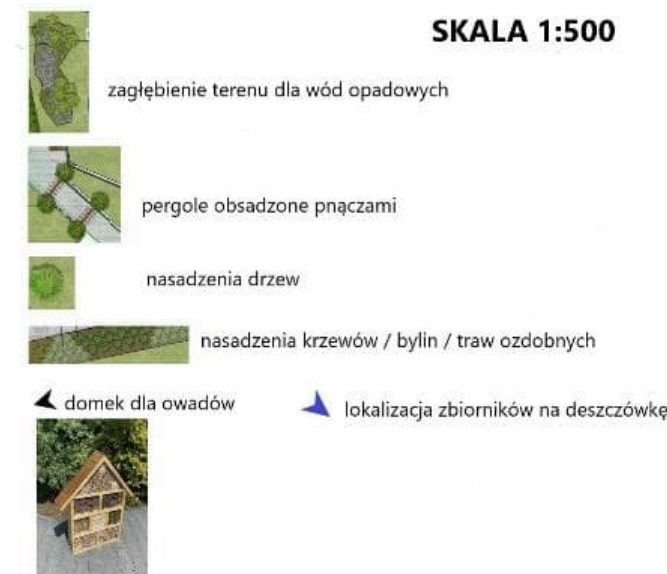 SKALA 1:500
zagłębienie terenu dla wód opadowych
pergole obsadzone pnączami
nasadzenia drzew
nasadzenia krzewów / bylin / traw ozdobnych
domek dla owadów
lokalizacja zbiorników na deszczówkę